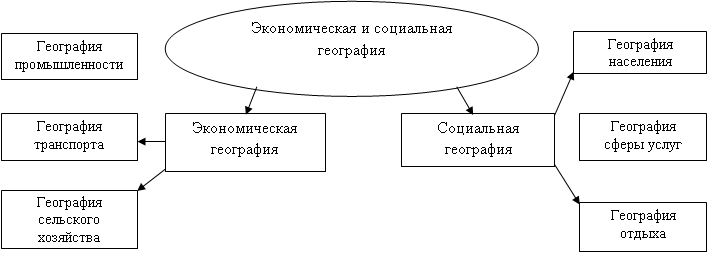 Экономическая и социальная
география
География
промышленности
География
населения
География
транспорта
Экономическая
география
Социальная
география
География
сферы услуг
География
сельского
хозяйства
География
отдыха